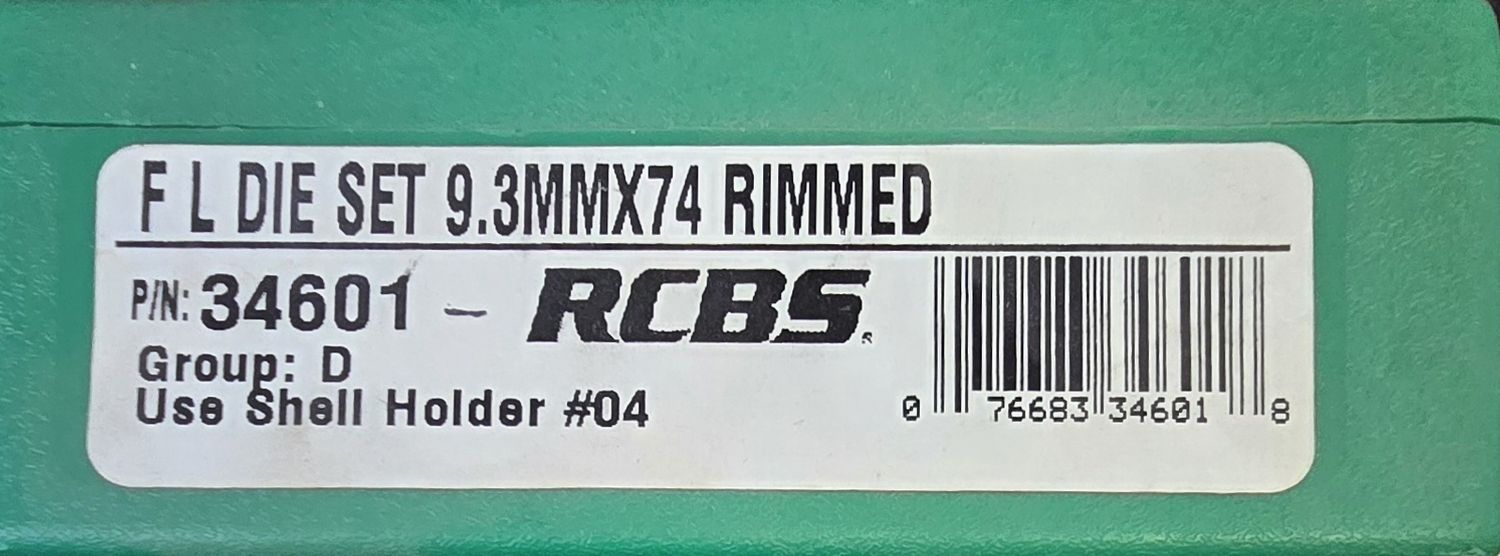 F L DIE SET 9.3MMX74 RIMMED
P/N: 34601 - RCBS®
Group: D
Use Shell Holder #04
0 76683 34601 8